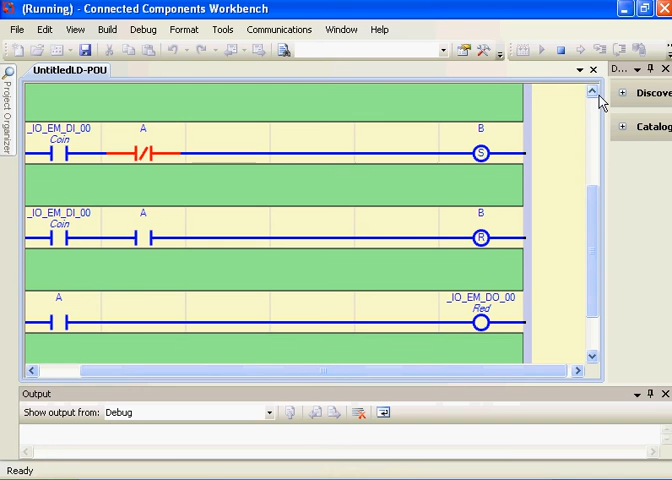 (Running) - Connected Components Workbench
File Edit View Build Debug Format Tools Communications Window Help
UntitledLD-POU
D...
Project Organizer
Discove
Catalog
_IO_EM_DI_00 A B
Coin
S
_IO_EM_DI_00 A B
Coin
R
A _IO_EM_DO_00
Red
Output
Show output from: Debug
Ready